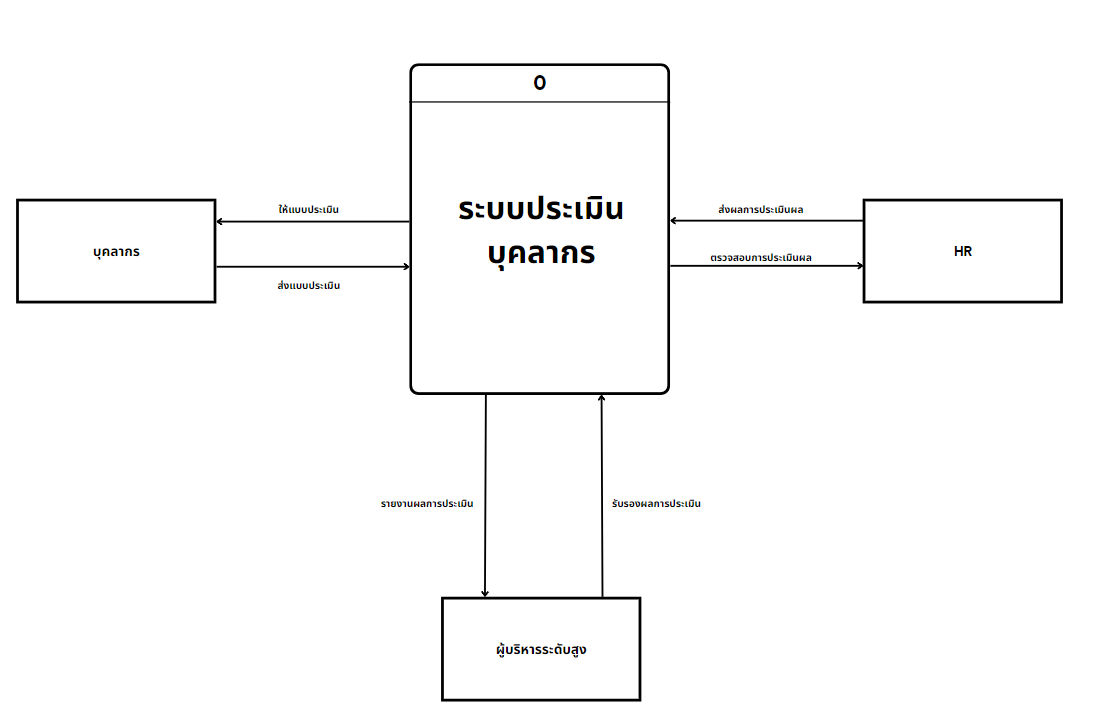 0
ระบบประเมิน
บุคลากร
ให้แบบประเมิน
ส่งผลการประเมินผล
บุคลากร
HR
ตรวจสอบการประเมินผล
ส่งแบบประเมิน
รายงานผลการประเมิน
รับรองผลการประเมิน
ผู้บริหารระดับสูง